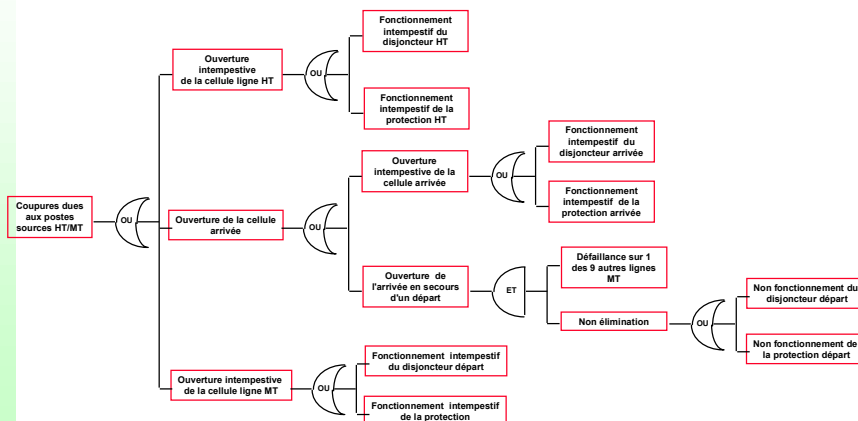 Fonctionnement
intempestif du
disjoncteur HT
Ouverture
intempestive
de la cellule ligne HT
OU
Fonctionnement
intempestif de la
protection HT
Fonctionnement
intempestif du
disjoncteur arrivée
Ouverture
intempestive de la
cellule arrivée
OU
Fonctionnement
intempestif de la
protection arrivée
Coupures dues
aux postes
sources HT/MT
OU
Ouverture de la cellule
arrivée
OU
Ouverture de
l'arrivée en secours
d'un départ
ET
Défaillance sur 1
des 9 autres lignes
MT
Non élimination
OU
Non fonctionnement du
disjoncteur départ
Non fonctionnement de
la protection départ
Ouverture intempestive
de la cellule ligne MT
OU
Fonctionnement intempestif
du disjoncteur départ
Fonctionnement intempestif
de la protection